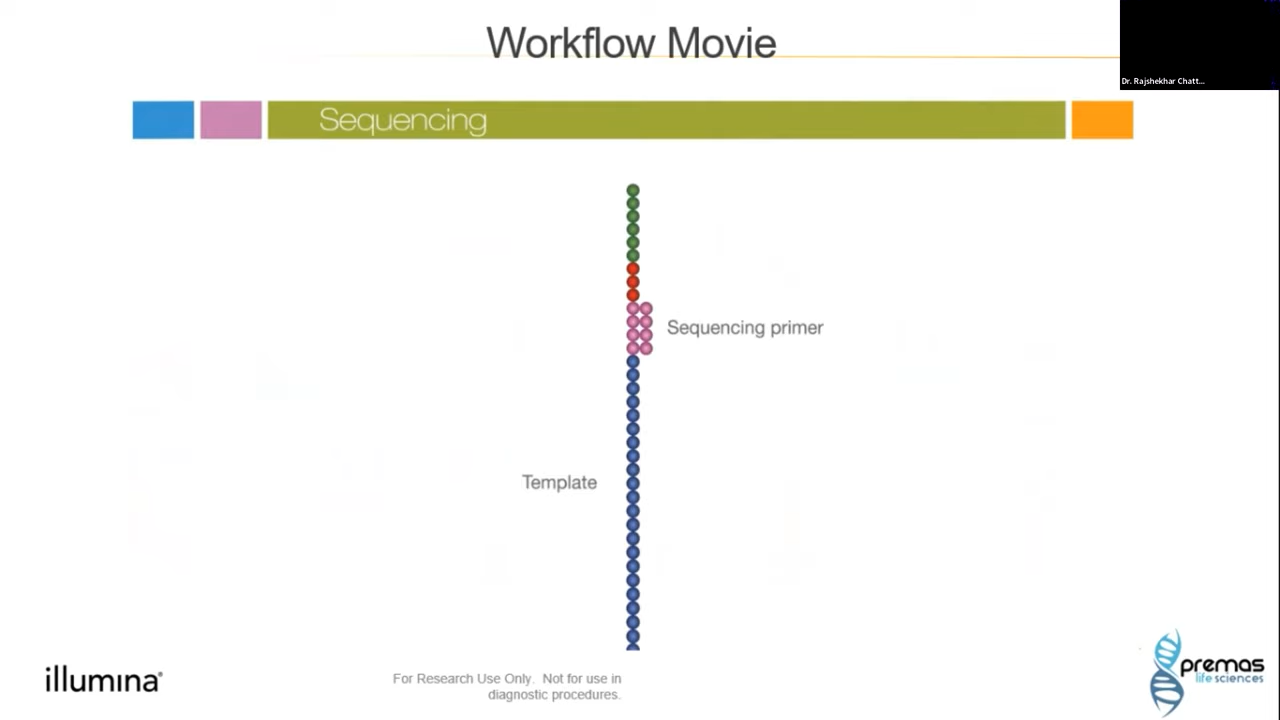 Workflow Movie
Dr. Rajshekhar Chatt...
Sequencing
Sequencing primer
Template
illumina®
For Research Use Only. Not for use in
diagnostic procedures.
premas
life sciences